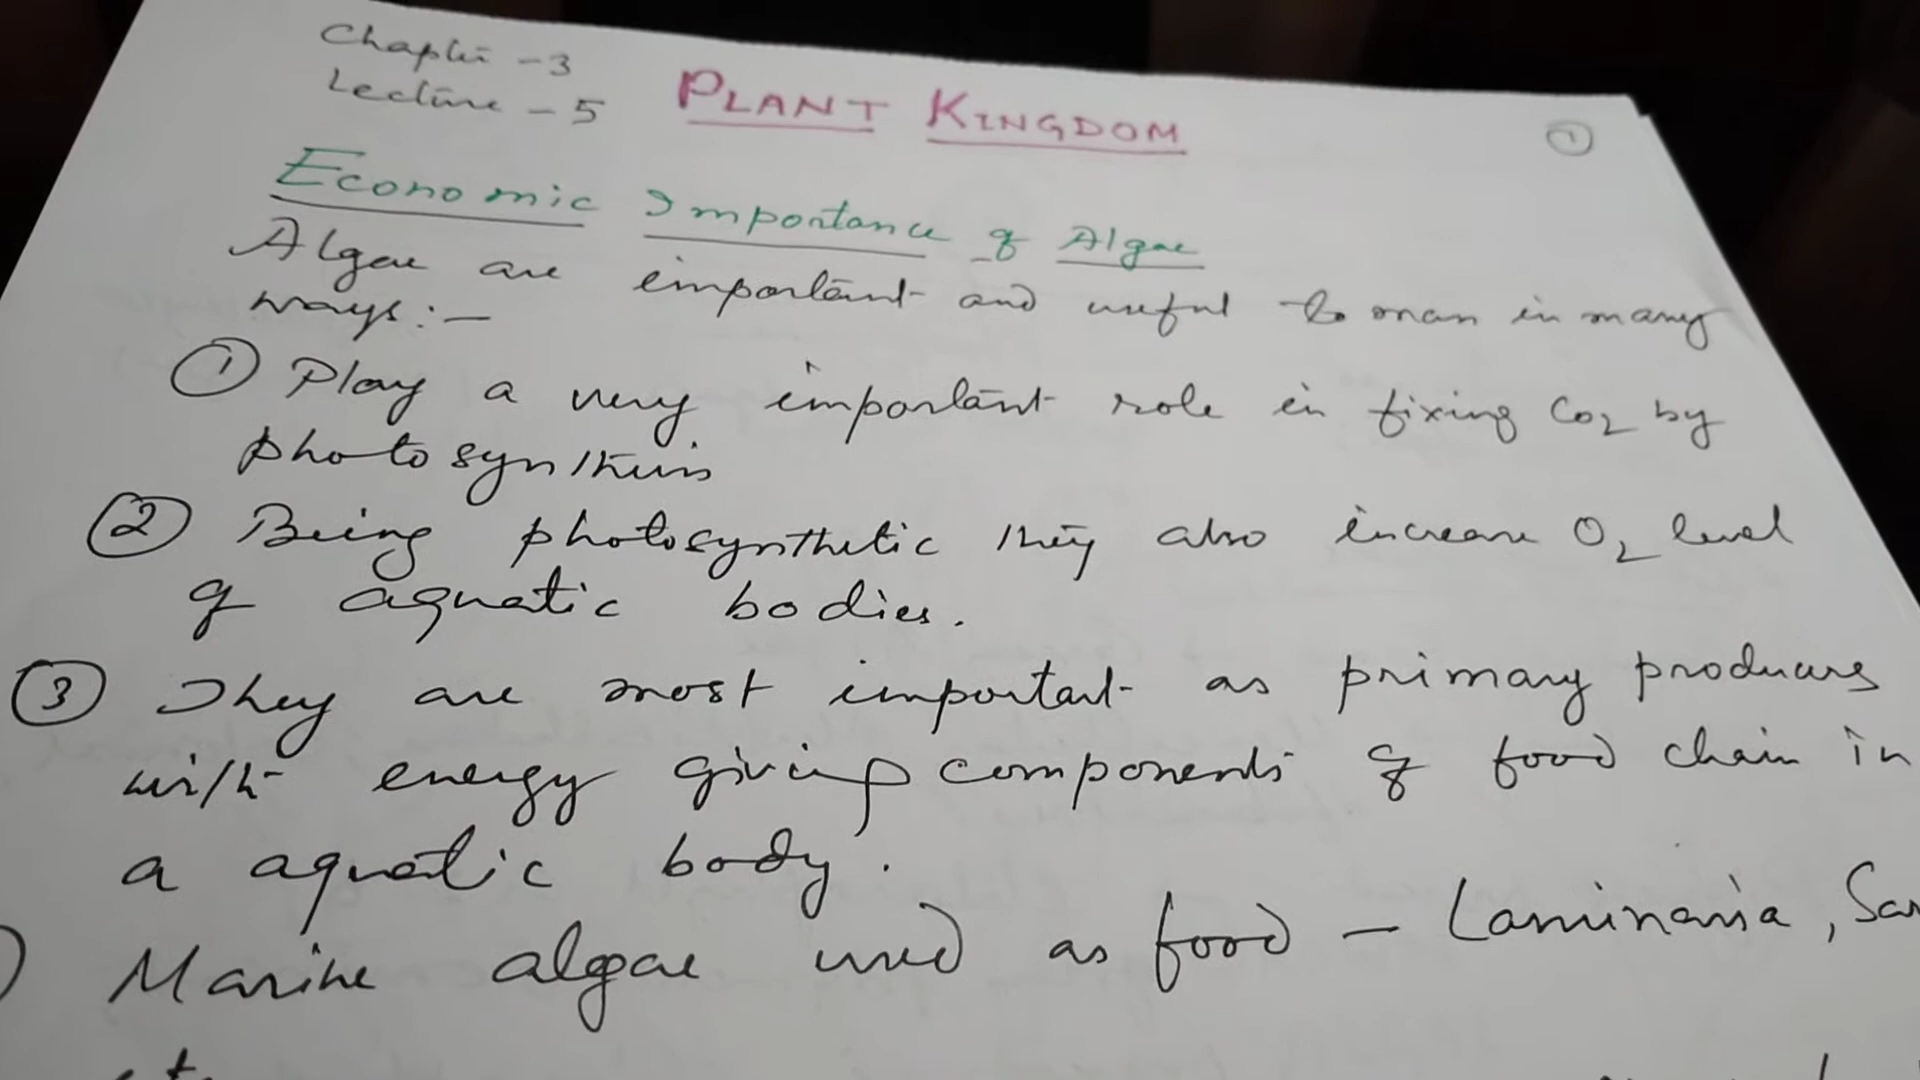 Chapter - 3
Lecture - 5
PLANT KINGDOM
①
Economic Importance of Algae
Algae are important and useful to man in many
ways:-
① Play a very important role in fixing CO2 by
photosynthesis
② Being photosynthetic they also increase O2 level
of aquatic bodies.
③ They are most important as primary producers
with energy giving components of food chain in
a aquatic body.
Marine algae used as food - Laminaria, Sar
etc